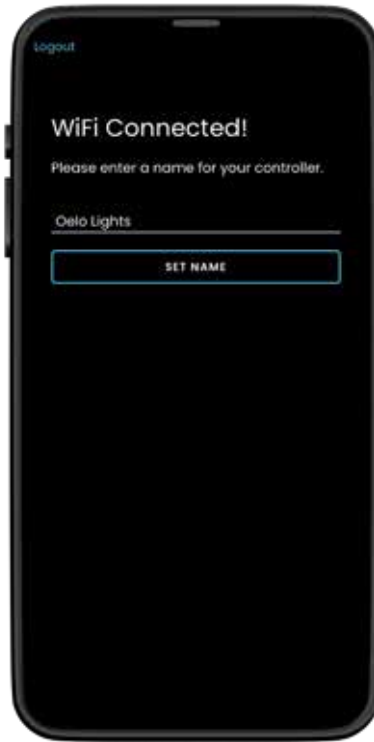 Logout
WiFi Connected!
Please enter a name for your controller.
Oelo Lights
SET NAME